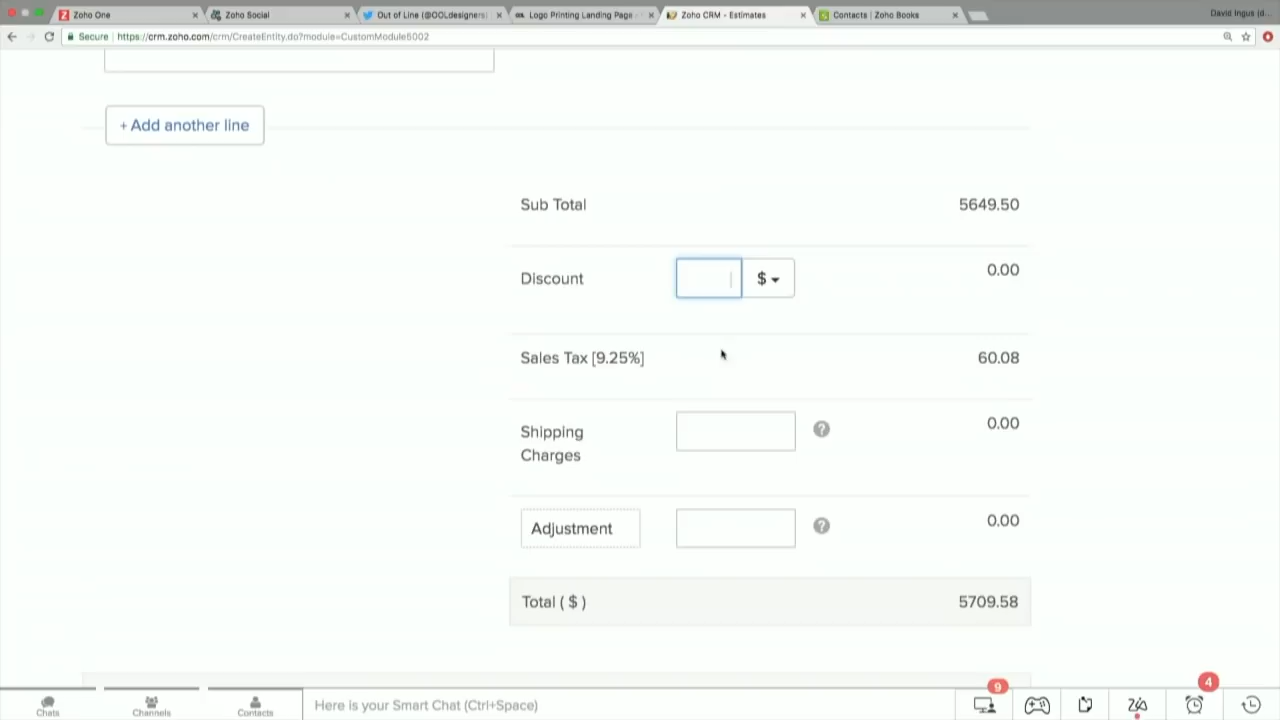 Zoho One
Zoho Social
Out of Line (@OOLdesigners)
Logo Printing Landing Page
Zoho CRM - Estimates
Contacts | Zoho Books
David Ingus (d...
Secure | https://crm.zoho.com/crm/CreateEntity.do?module=CustomModule5002
+ Add another line
Sub Total 5649.50
Discount $ 0.00
Sales Tax [9.25%] 60.08
Shipping
Charges 0.00
Adjustment 0.00
Total ( $ ) 5709.58
9
4
Chats
Channels
Contacts
Here is your Smart Chat (Ctrl+Space)